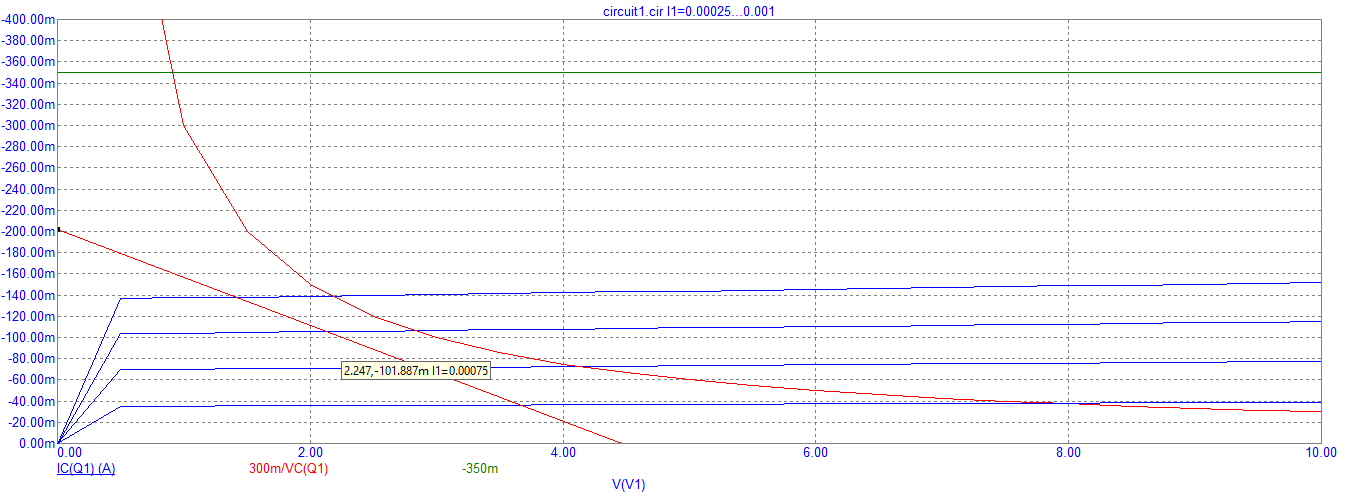 circuit1.cir I1=0.00025...0.001
-400.00m
-380.00m
-360.00m
-340.00m
-320.00m
-300.00m
-280.00m
-260.00m
-240.00m
-220.00m
-200.00m
-180.00m
-160.00m
-140.00m
-120.00m
-100.00m
-80.00m
2.247,-101.887m I1=0.00075
-60.00m
-40.00m
-20.00m
0.00m
0.00 2.00 4.00 6.00 8.00 10.00
IC(Q1) (A) 300m/VC(Q1) -350m
V(V1)